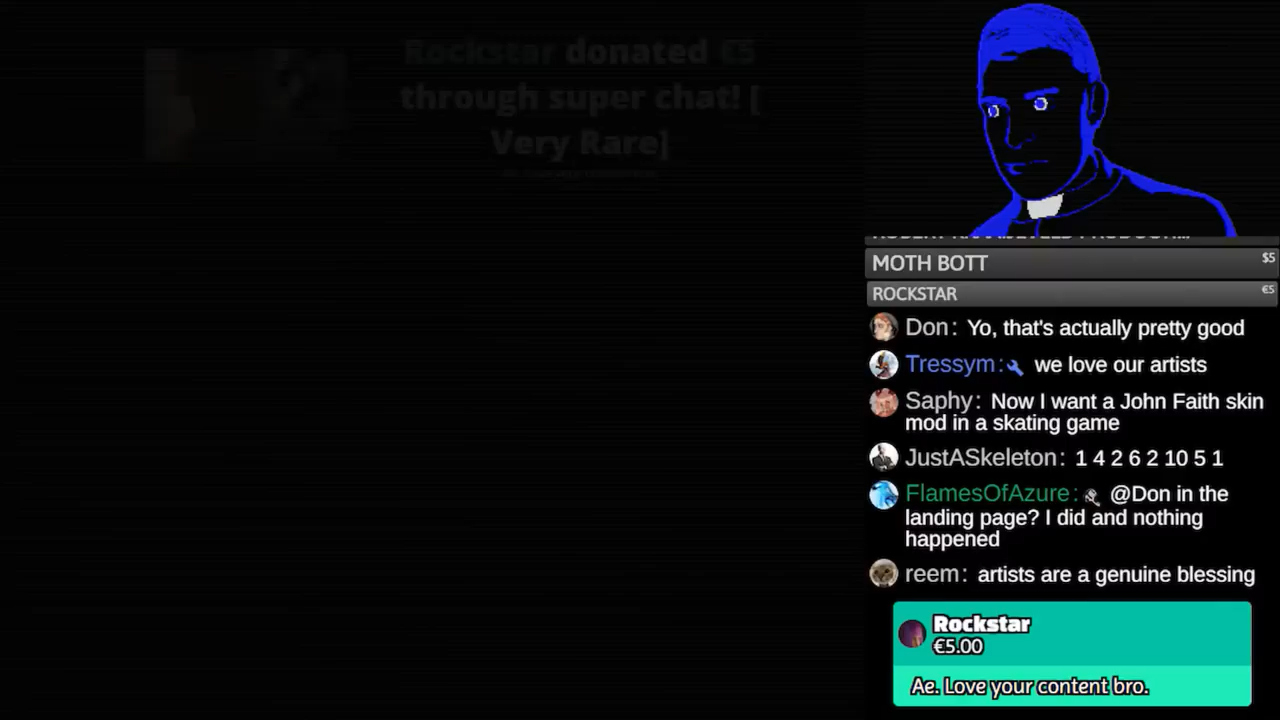 Rockstar donated €5
through super chat! [
Very Rare]
MOTH BOTT $5
ROCKSTAR €5
Don: Yo, that's actually pretty good
Tressym: we love our artists
Saphy: Now I want a John Faith skin
mod in a skating game
JustASkeleton: 1 4 2 6 2 10 5 1
FlamesOfAzure: @Don in the
landing page? I did and nothing
happened
reem: artists are a genuine blessing
Rockstar
€5.00
Ae. Love your content bro.